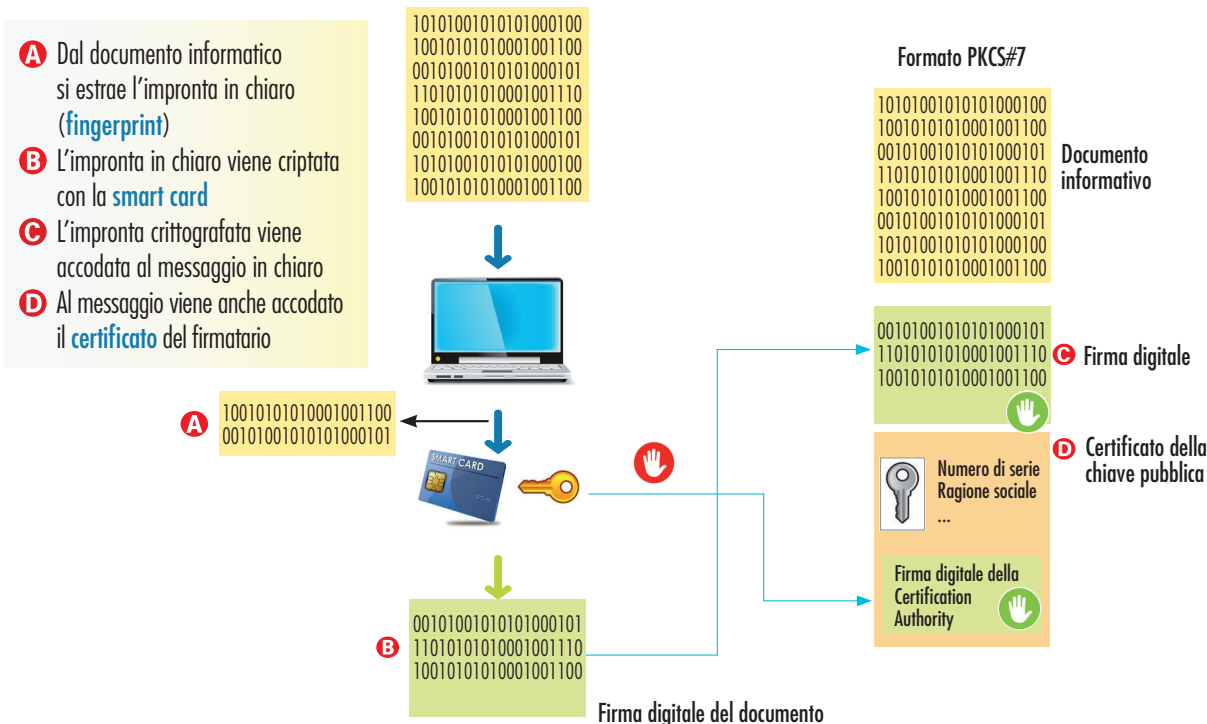 A Dal documento informatico
si estrae l'impronta in chiaro
(fingerprint)
B L'impronta in chiaro viene criptata
con la smart card
C L'impronta crittografata viene
accodata al messaggio in chiaro
D Al messaggio viene anche accodato
il certificato del firmatario
10101001010101000100
10010101010001001100
00101001010101000101
11010101010001001110
10010101010001001100
00101001010101000101
10101001010101000100
10010101010001001100
A
10010101010001001100
00101001010101000101
SMART CARD
B
00101001010101000101
11010101010001001110
10010101010001001100
Firma digitale del documento
Formato PKCS#7
10101001010101000100
10010101010001001100
00101001010101000101
11010101010001001110
10010101010001001100
00101001010101000101
10101001010101000100
10010101010001001100
Documento
informativo
00101001010101000101
11010101010001001110
10010101010001001100
C Firma digitale
D Certificato della
chiave pubblica
Numero di serie
Ragione sociale
...
Firma digitale della
Certification
Authority